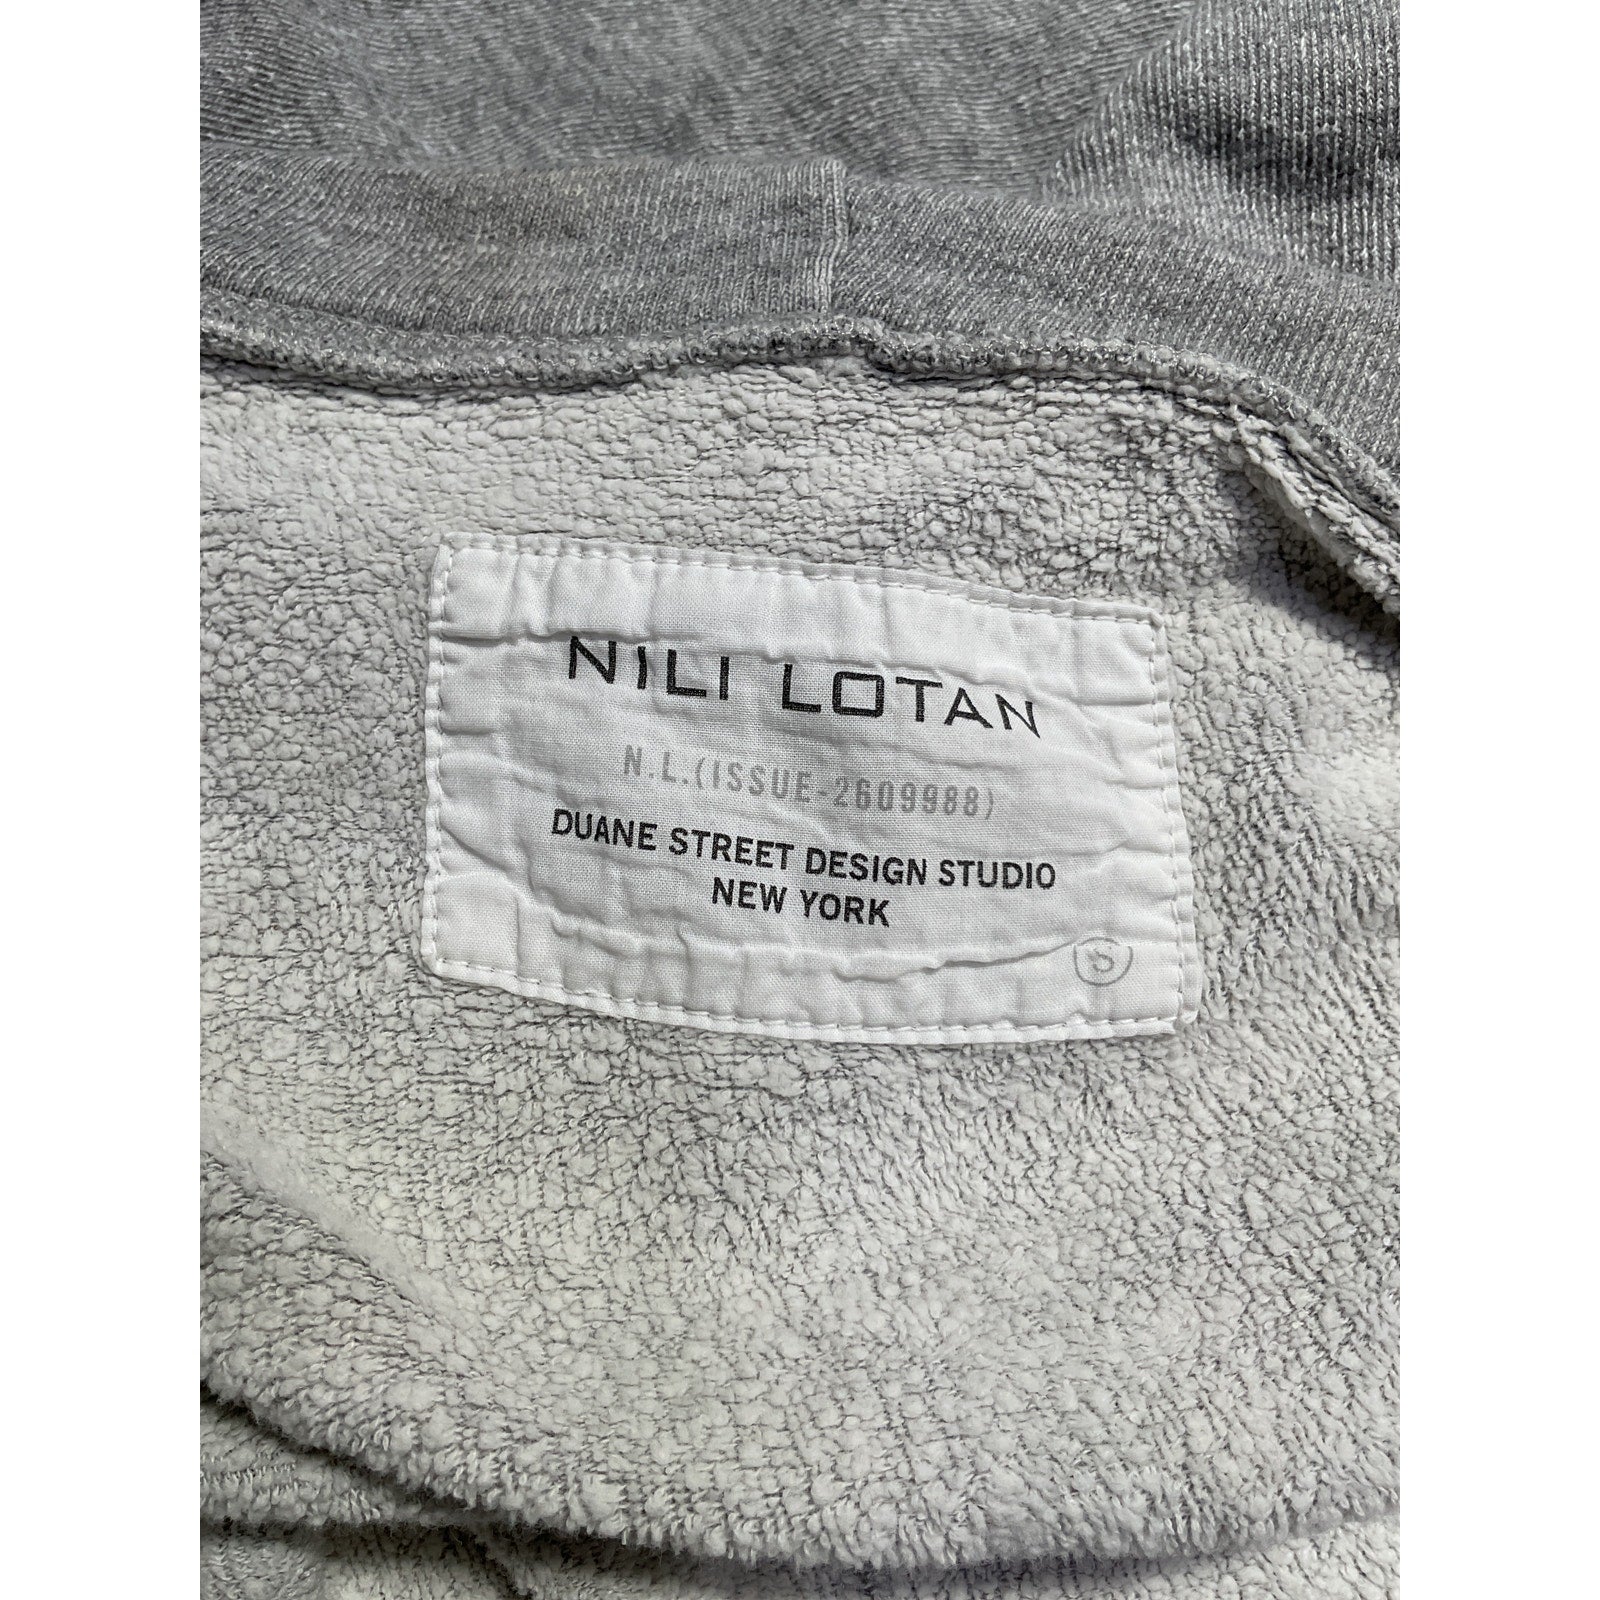 NILI LOTAN
N.L.(ISSUE-2609988)
DUANE STREET DESIGN STUDIO
NEW YORK
S